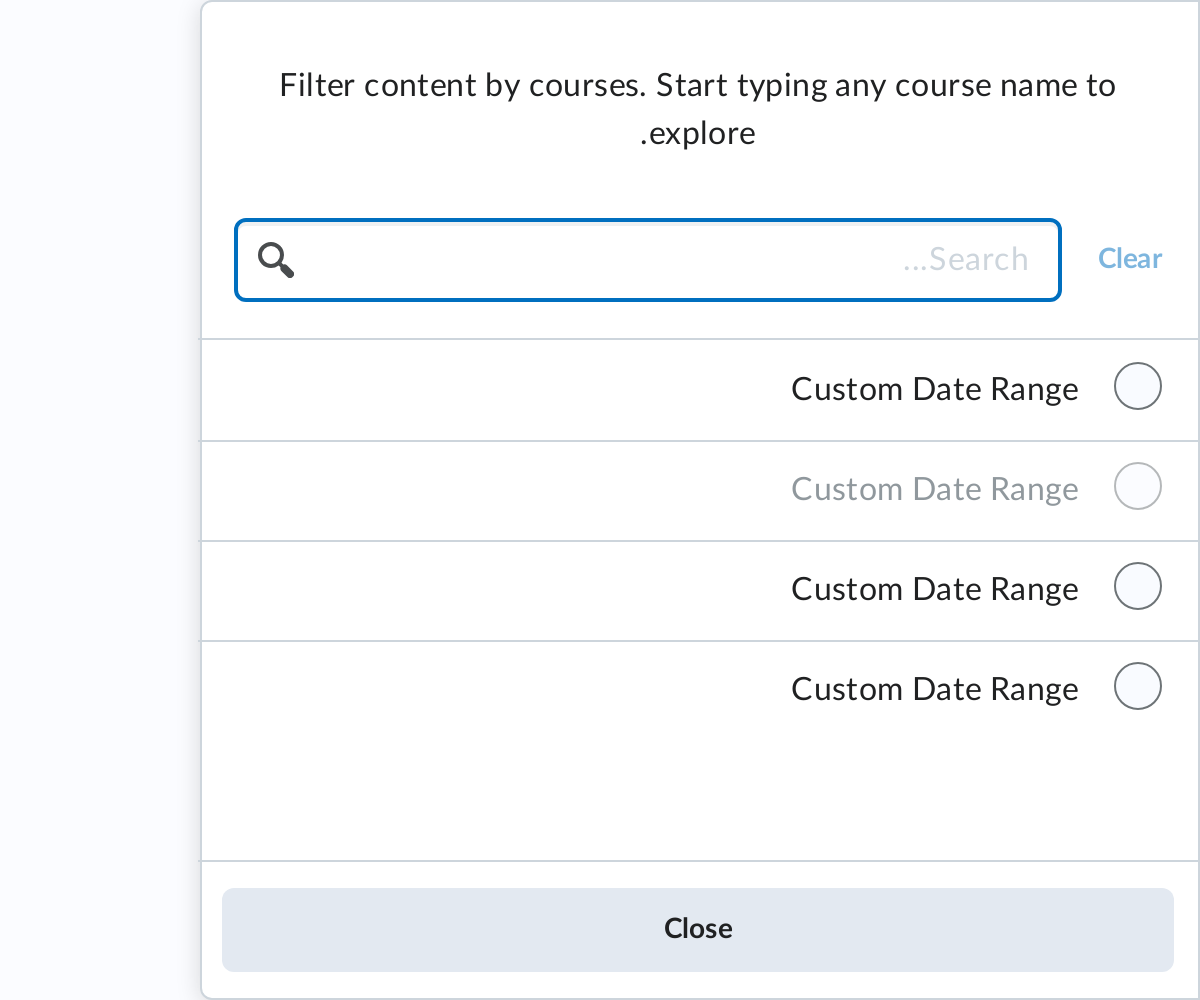 Filter content by courses. Start typing any course name to
.explore
...Search
Clear
Custom Date Range
Custom Date Range
Custom Date Range
Custom Date Range
Close